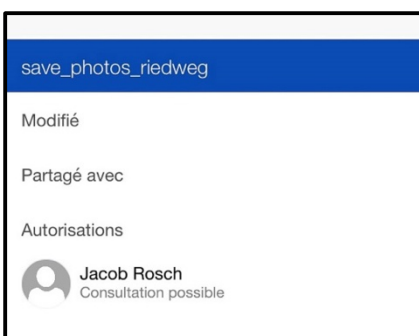 save_photos_riedweg
Modifié
Partagé avec
Autorisations
Jacob Rosch
Consultation possible